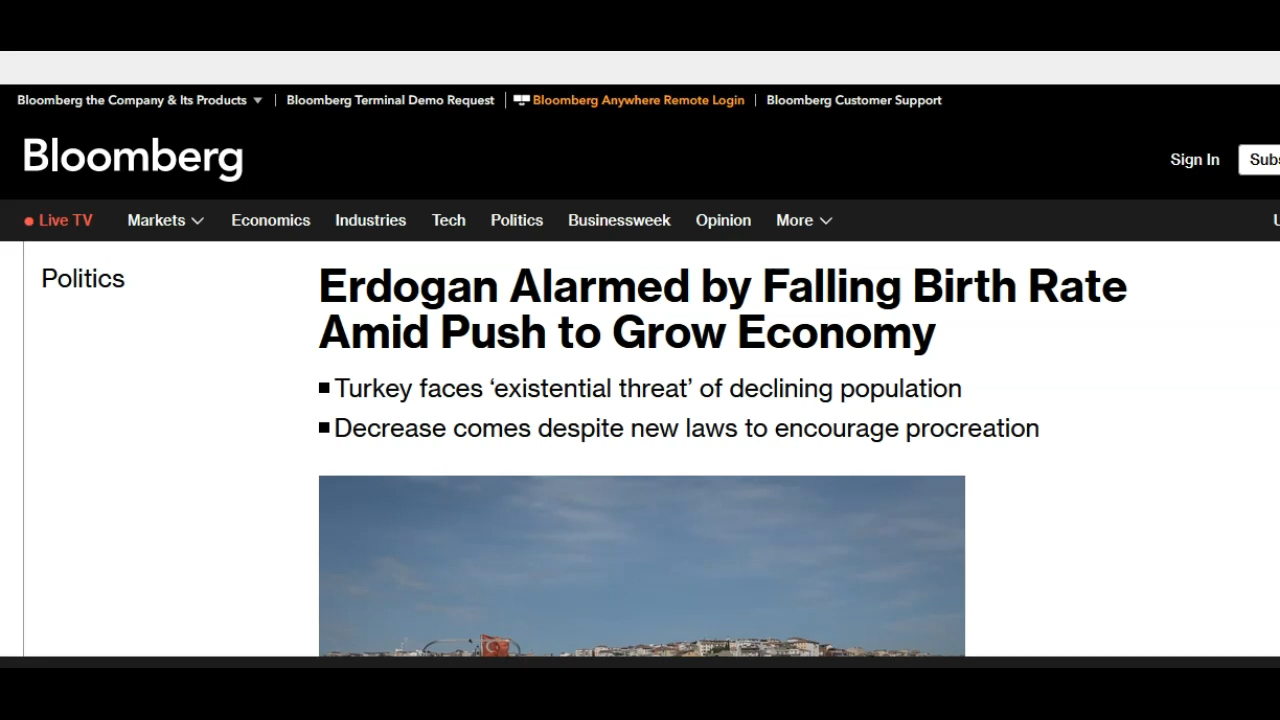 Bloomberg the Company & Its Products
Bloomberg Terminal Demo Request
Bloomberg Anywhere Remote Login
Bloomberg Customer Support
Bloomberg
Sign In
Live TV
Markets
Economics
Industries
Tech
Politics
Businessweek
Opinion
More
Politics
Erdogan Alarmed by Falling Birth Rate
Amid Push to Grow Economy
Turkey faces ‘existential threat’ of declining population
Decrease comes despite new laws to encourage procreation